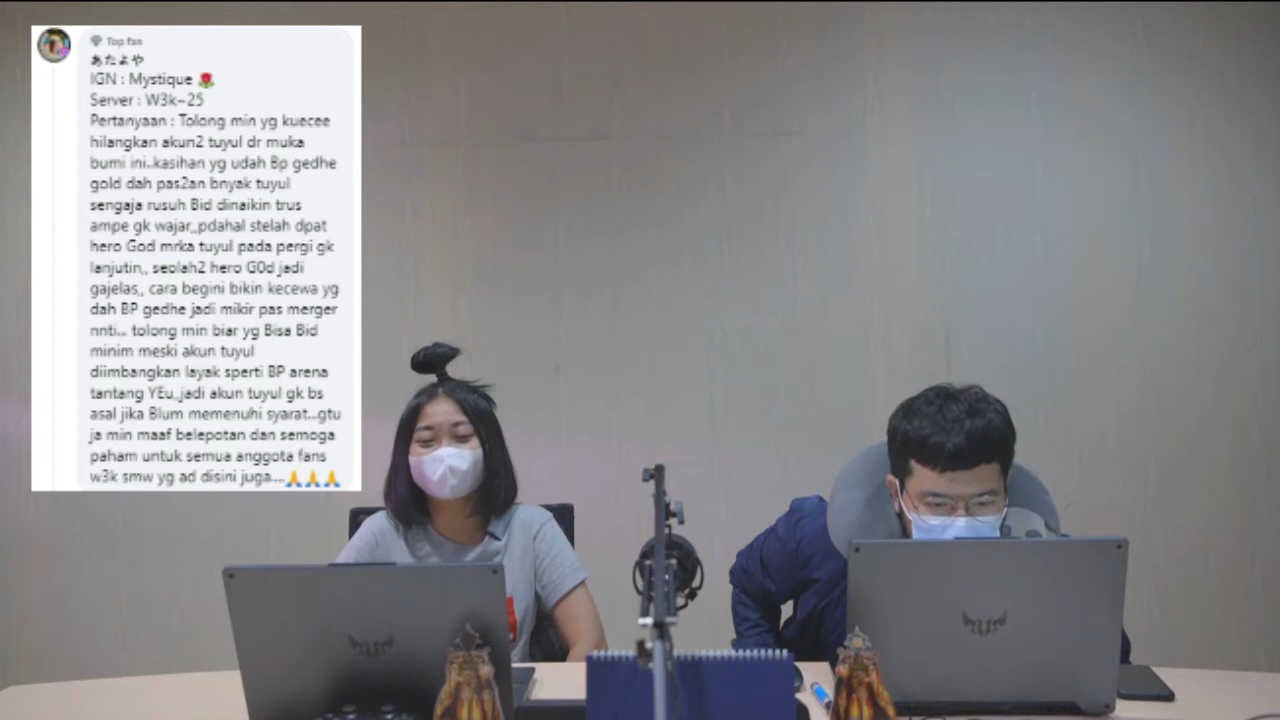 Top fan
あたよや
IGN : Mystique 🌹
Server : W3k~25
Pertanyaan : Tolong min yg kuecee
hilangkan akun2 tuyul dr muka
bumi ini..kasihan yg udah Bp gedhe
gold dah pas2an bnyak tuyul
sengaja rusuh Bid dinaikin trus
ampe gk wajar,,pdahal stelah dpat
hero God mrka tuyul pada pergi gk
lanjutin,, seolah2 hero G0d jadi
gajelas,, cara begini bikin kecewa yg
dah BP gedhe jadi mikir pas merger
nnti... tolong min biar yg Bisa Bid
minim meski akun tuyul
diimbangkan layak sperti BP arena
tantang YEu,,jadi akun tuyul gk bs
asal jika Blum memenuhi syarat...gtu
ja min maaf belepotan dan semoga
paham untuk semua anggota fans
w3k smw yg ad disini juga....🙏🙏🙏